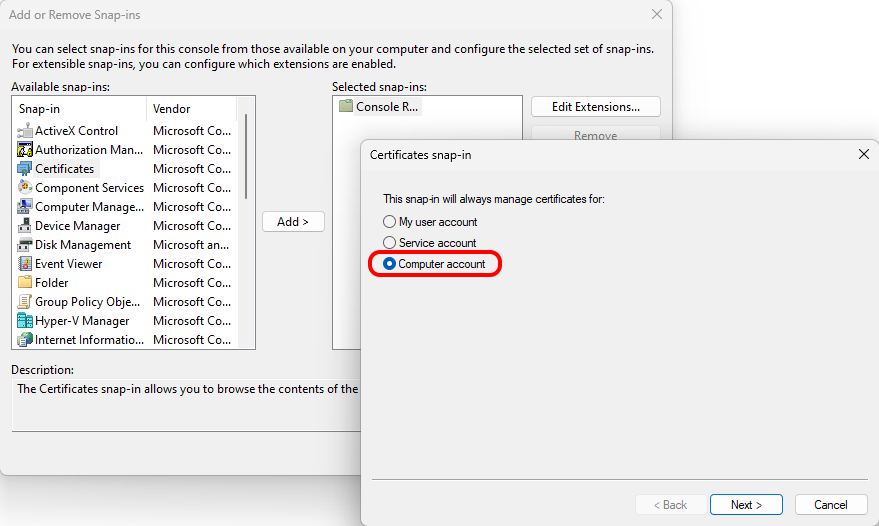 Add or Remove Snap-ins
You can select snap-ins for this console from those available on your computer and configure the selected set of snap-ins.
For extensible snap-ins, you can configure which extensions are enabled.
Available snap-ins:
Selected snap-ins:
Snap-in Vendor
ActiveX Control Microsoft Co...
Authorization Man... Microsoft Co...
Certificates Microsoft Co...
Component Services Microsoft Co...
Computer Manage... Microsoft Co...
Device Manager Microsoft Co...
Disk Management Microsoft an...
Event Viewer Microsoft Co...
Folder Microsoft Co...
Group Policy Obje... Microsoft Co...
Hyper-V Manager Microsoft Co...
Internet Informatio... Microsoft Co...
Add >
Console R...
Edit Extensions...
Remove
Description:
The Certificates snap-in allows you to browse the contents of the
Certificates snap-in
This snap-in will always manage certificates for:
My user account
Service account
Computer account
< Back
Next >
Cancel